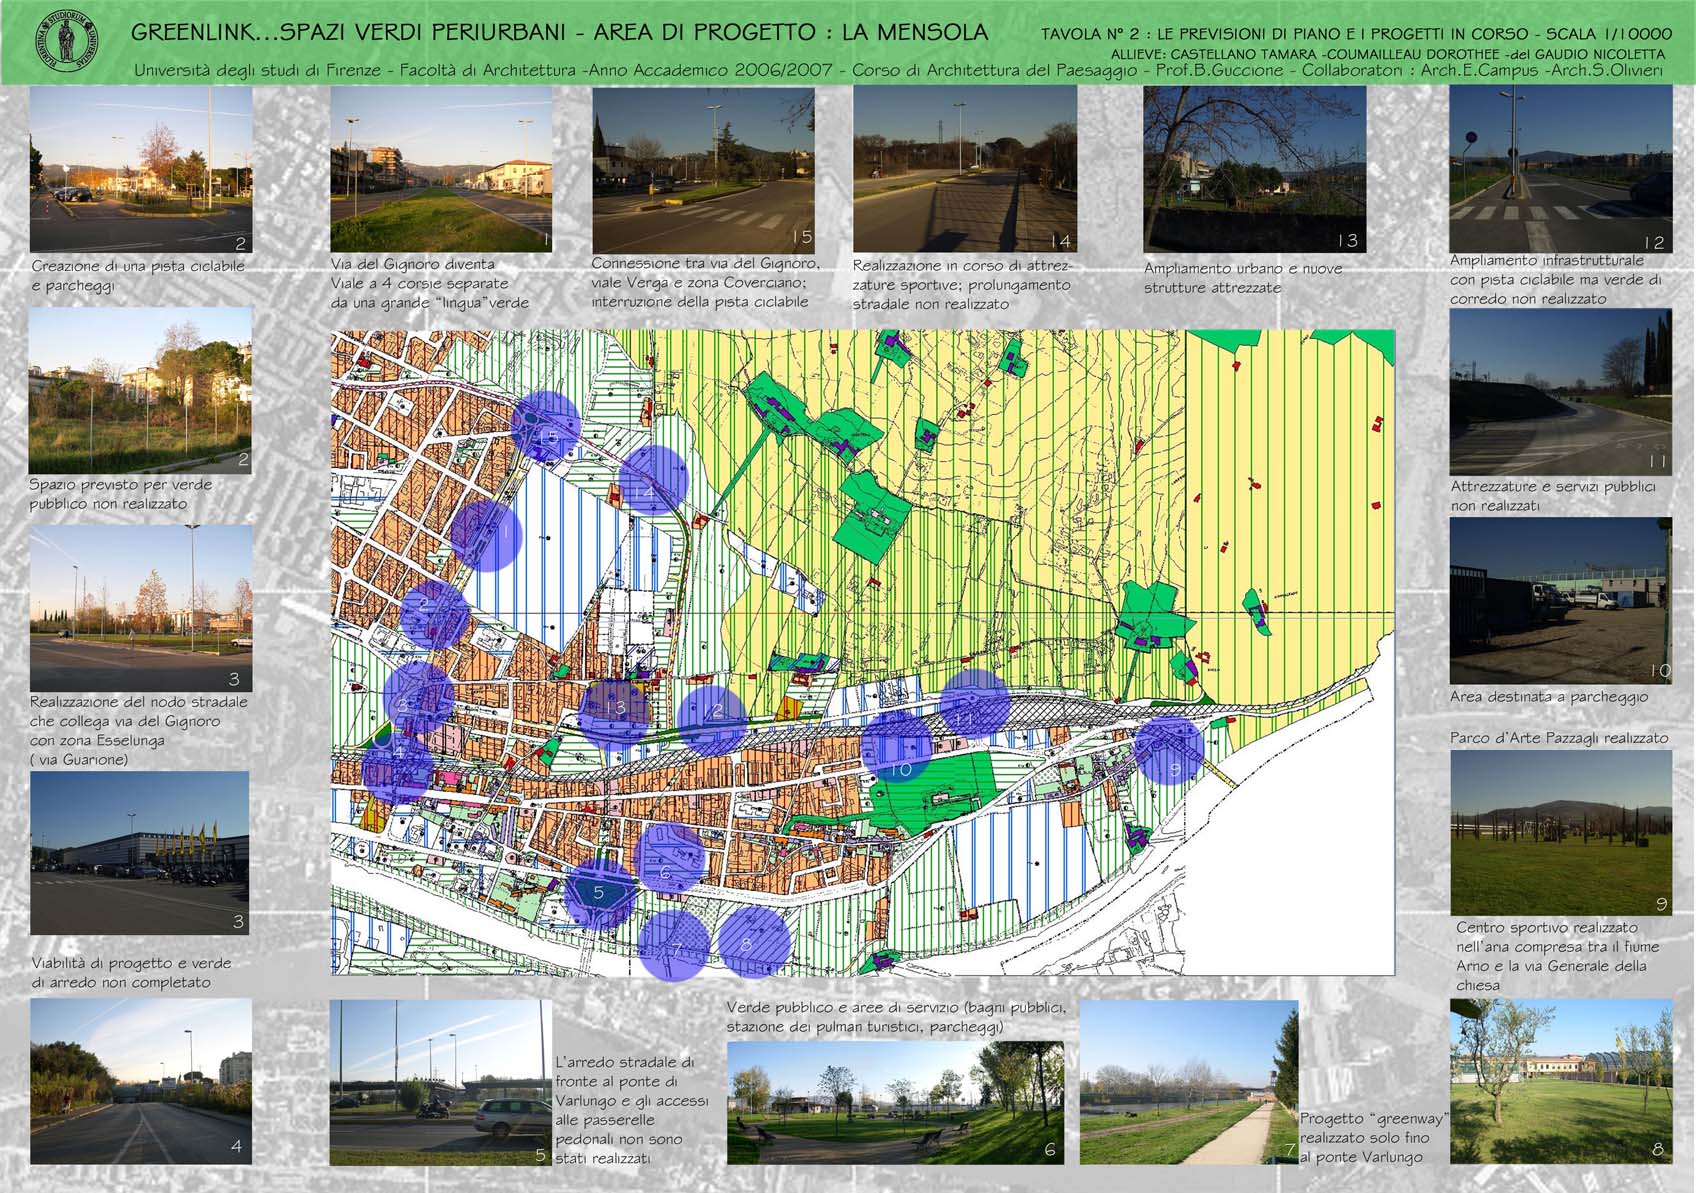 GREENLINK...SPAZI VERDI PERIURBANI - AREA DI PROGETTO : LA MENSOLA
TAVOLA N° 2 : LE PREVISIONI DI PIANO E I PROGETTI IN CORSO - SCALA 1/10000
ALLIEVE: CASTELLANO TAMARA -COUMAILLEAU DOROTHEE -del GAUDIO NICOLETTA
Università degli studi di Firenze - Facoltà di Architettura -Anno Accademico 2006/2007 - Corso di Architettura del Paesaggio - Prof.B.Guccione - Collaboratori : Arch.E.Campus -Arch.S.Olivieri
2
Creazione di una pista ciclabile
e parcheggi
1
Via del Gignoro diventa
Viale a 4 corsie separate
da una grande "lingua"verde
15
Connessione tra via del Gignoro,
viale Verga e zona Coverciano;
interruzione della pista ciclabile
14
Realizzazione in corso di attrez-
zature sportive; prolungamento
stradale non realizzato
13
Ampliamento urbano e nuove
strutture attrezzate
12
Ampliamento infrastrutturale
con pista ciclabile ma verde di
corredo non realizzato
2
Spazio previsto per verde
pubblico non realizzato
3
Realizzazione del nodo stradale
che collega via del Gignoro
con zona Esselunga
( via Guarione)
3
Viabilità di progetto e verde
di arredo non completato
4
15
14
1
2
3
4
13
12
11
10
9
5
6
7
8
11
Attrezzature e servizi pubblici
non realizzati
10
Area destinata a parcheggio
Parco d'Arte Pazzagli realizzato
9
Centro sportivo realizzato
nell'ana compresa tra il fiume
Arno e la via Generale della
chiesa
8
5
L'arredo stradale di
fronte al ponte di
Varlungo e gli accessi
alle passerelle
pedonali non sono
stati realizzati
Verde pubblico e aree di servizio (bagni pubblici,
stazione dei pulman turistici, parcheggi)
6
7
Progetto "greenway"
realizzato solo fino
al ponte Varlungo